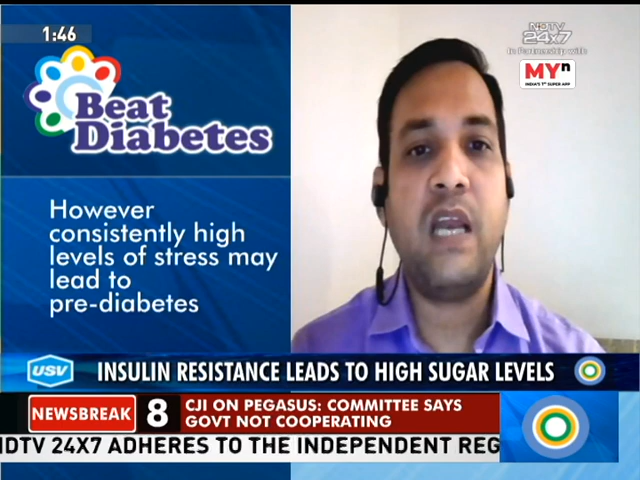 1:46
NDTV
24x7
In Partnership with
MYn
INDIA'S 1ST SUPER APP
Beat
Diabetes
However
consistently high
levels of stress may
lead to
pre-diabetes
USV
INSULIN RESISTANCE LEADS TO HIGH SUGAR LEVELS
NEWSBREAK 8 CJI ON PEGASUS: COMMITTEE SAYS
GOVT NOT COOPERATING
NDTV 24X7 ADHERES TO THE INDEPENDENT REG